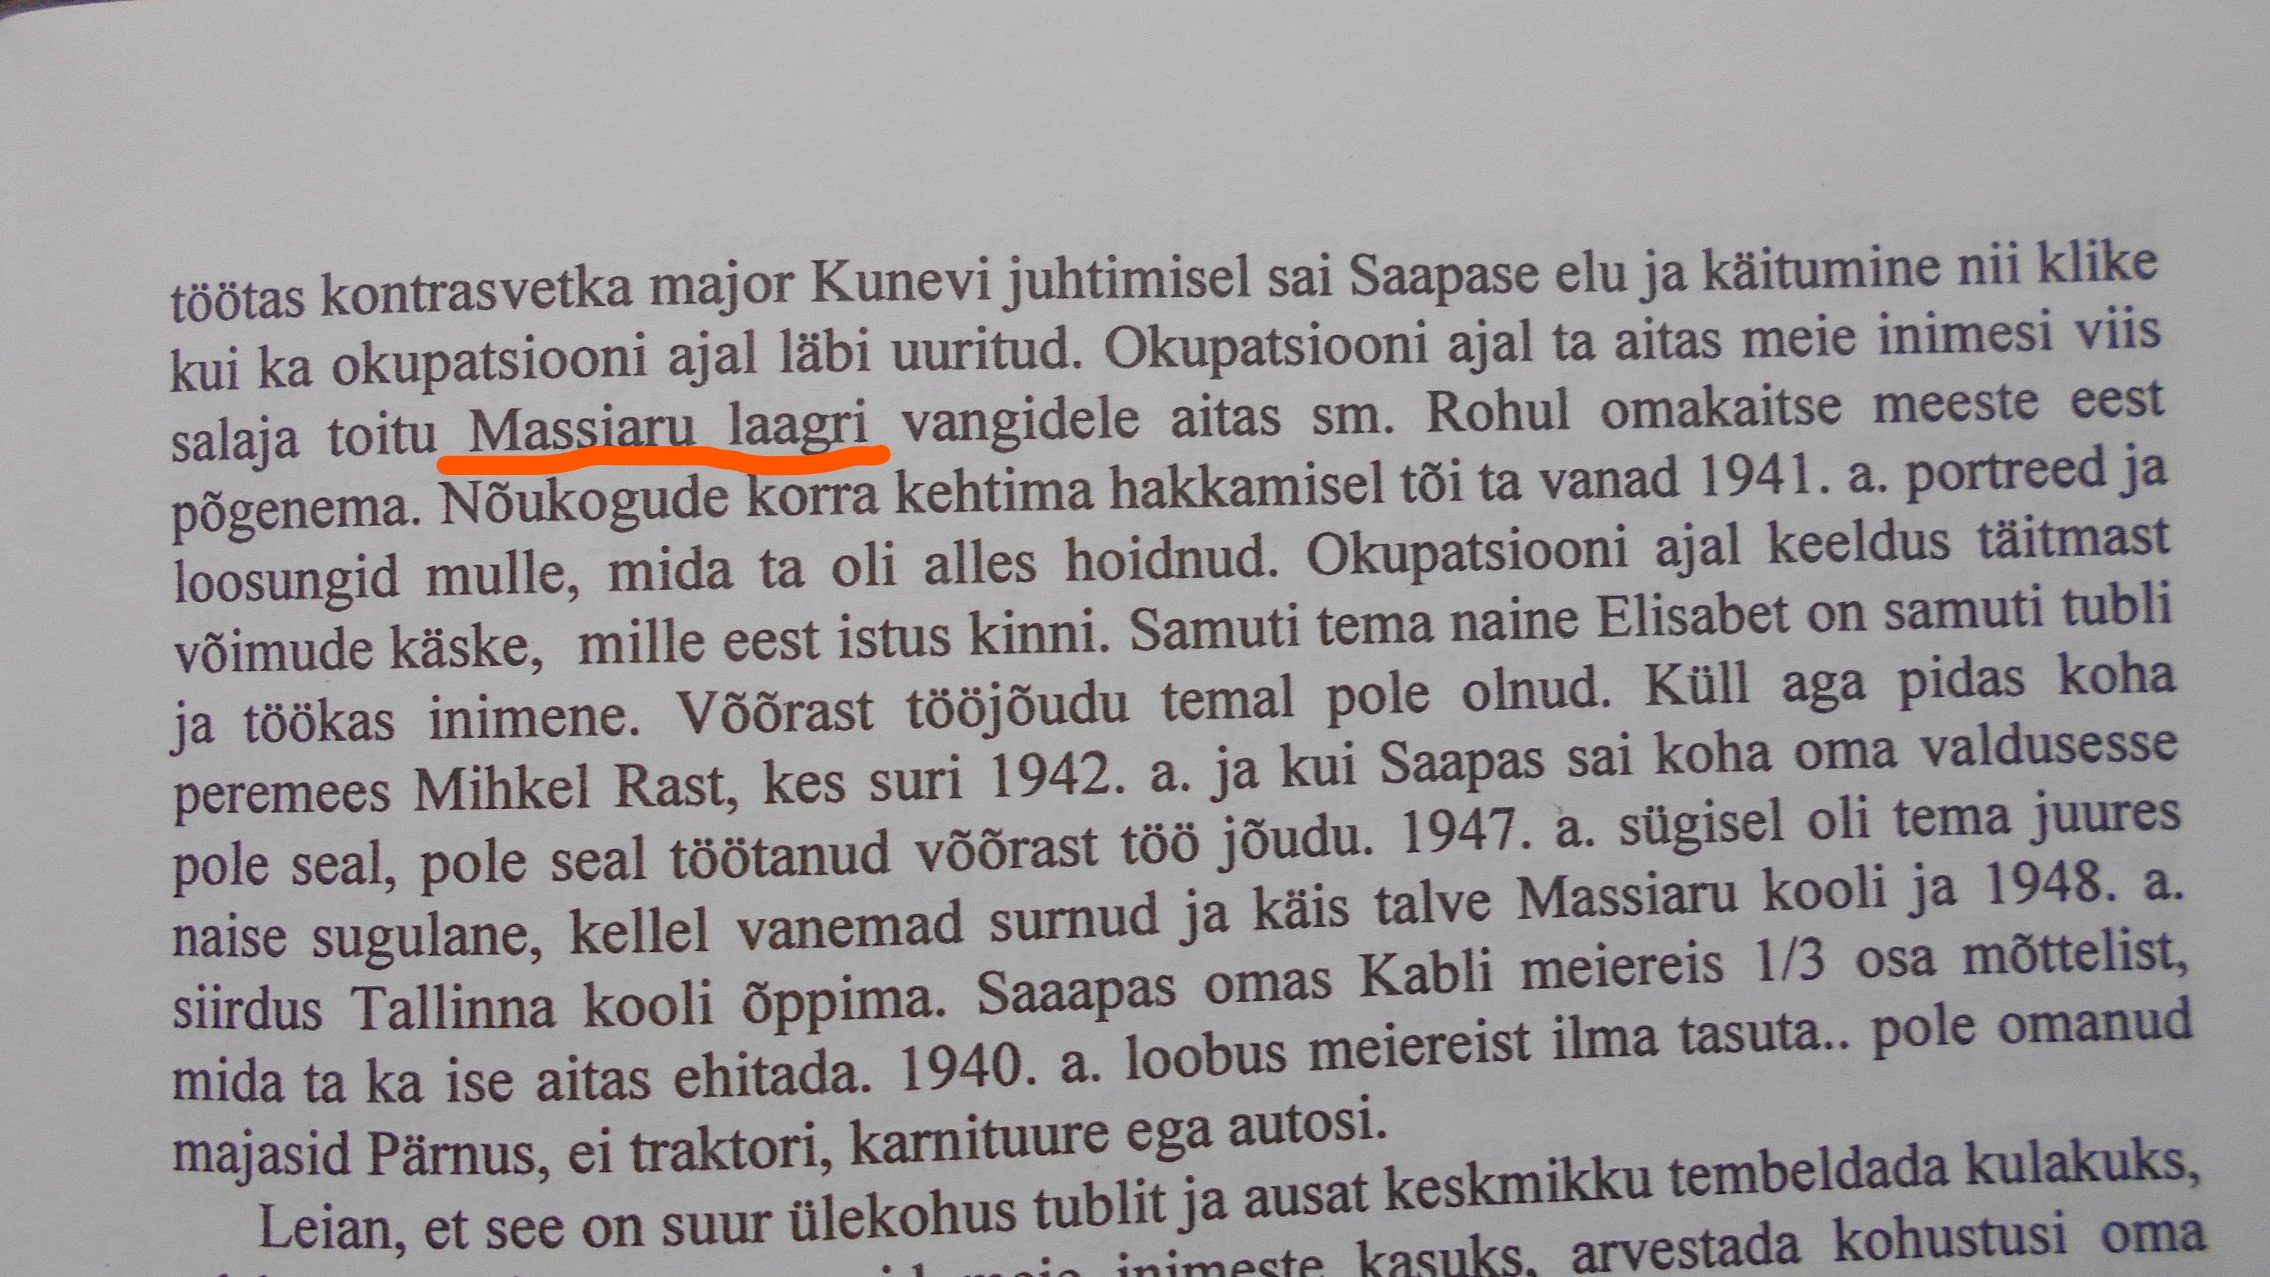 töötas kontrasvetka major Kunevi juhtimisel sai Saapase elu ja käitumine nii klike
kui ka okupatsiooni ajal läbi uuritud. Okupatsiooni ajal ta aitas meie inimesi viis
salaja toitu Massiaru laagri vangidele aitas sm. Rohul omakaitse meeste eest
põgenema. Nõukogude korra kehtima hakkamisel tõi ta vanad 1941. a. portreed ja
loosungid mulle, mida ta oli alles hoidnud. Okupatsiooni ajal keeldus täitmast
võimude käske, mille eest istus kinni. Samuti tema naine Elisabet on samuti tubli
ja töökas inimene. Võõrast tööjõudu temal pole olnud. Küll aga pidas koha
peremees Mihkel Rast, kes suri 1942. a. ja kui Saapas sai koha oma valdusesse
pole seal, pole seal töötanud võõrast töö jõudu. 1947. a. sügisel oli tema juures
naise sugulane, kellel vanemad surnud ja käis talve Massiaru kooli ja 1948. a.
siirdus Tallinna kooli õppima. Saaapas omas Kabli meiereis 1/3 osa mõttelist,
mida ta ka ise aitas ehitada. 1940. a. loobus meiereist ilma tasuta.. pole omanud
majasid Pärnus, ei traktori, karnituure ega autosi.
Leian, et see on suur ülekohus tublit ja ausat keskmikku tembeldada kulakuks,
meie inimeste kasuks, arvestada kohustusi oma